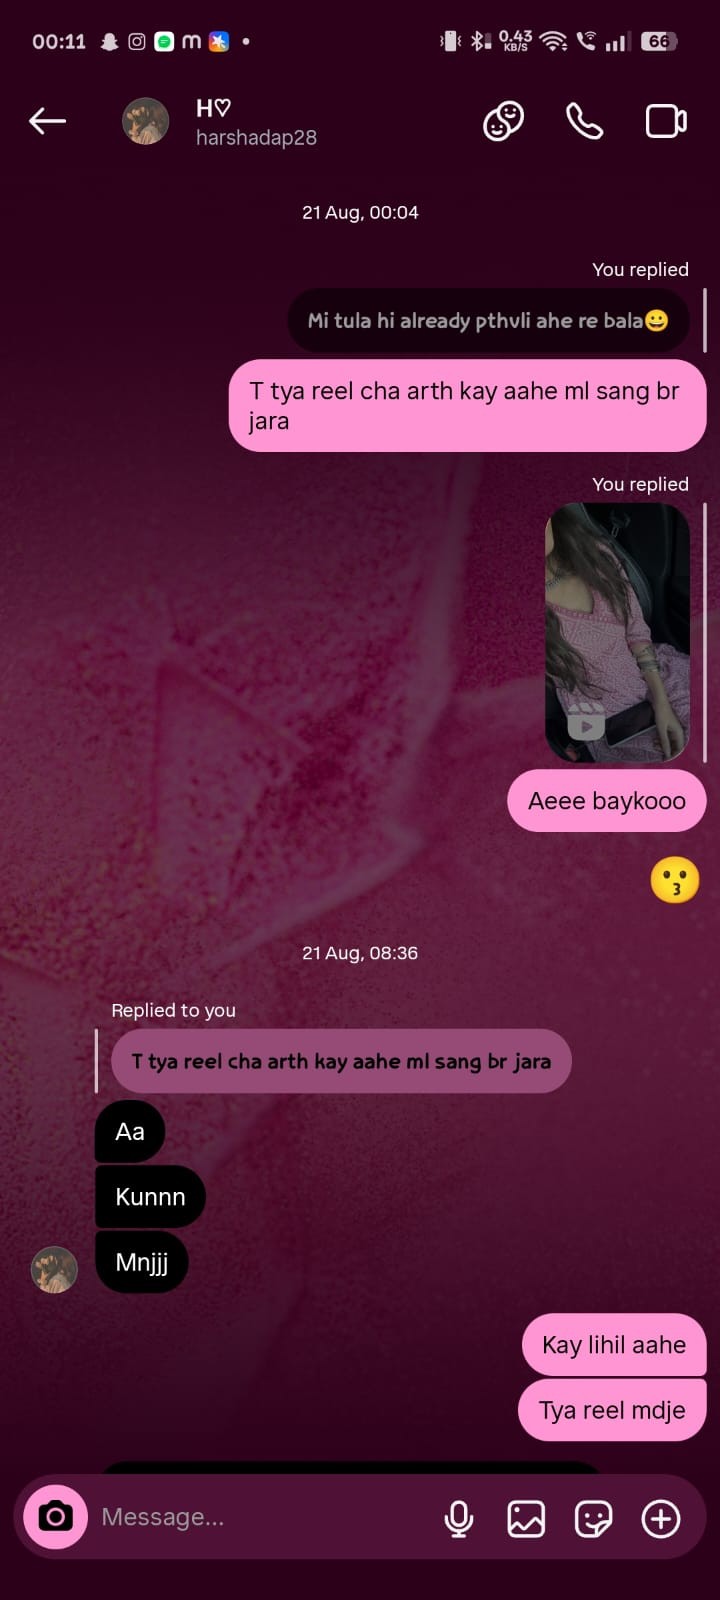 00:11
0.43
KB/S
66
H♡
harshadap28
21 Aug, 00:04
You replied
Mi tula hi already pthvli ahe re bala😀
T tya reel cha arth kay aahe ml sang br
jara
You replied
Aeee baykooo
😗
21 Aug, 08:36
Replied to you
T tya reel cha arth kay aahe ml sang br jara
Aa
Kunnn
Mnjjj
Kay lihil aahe
Tya reel mdje
Message...